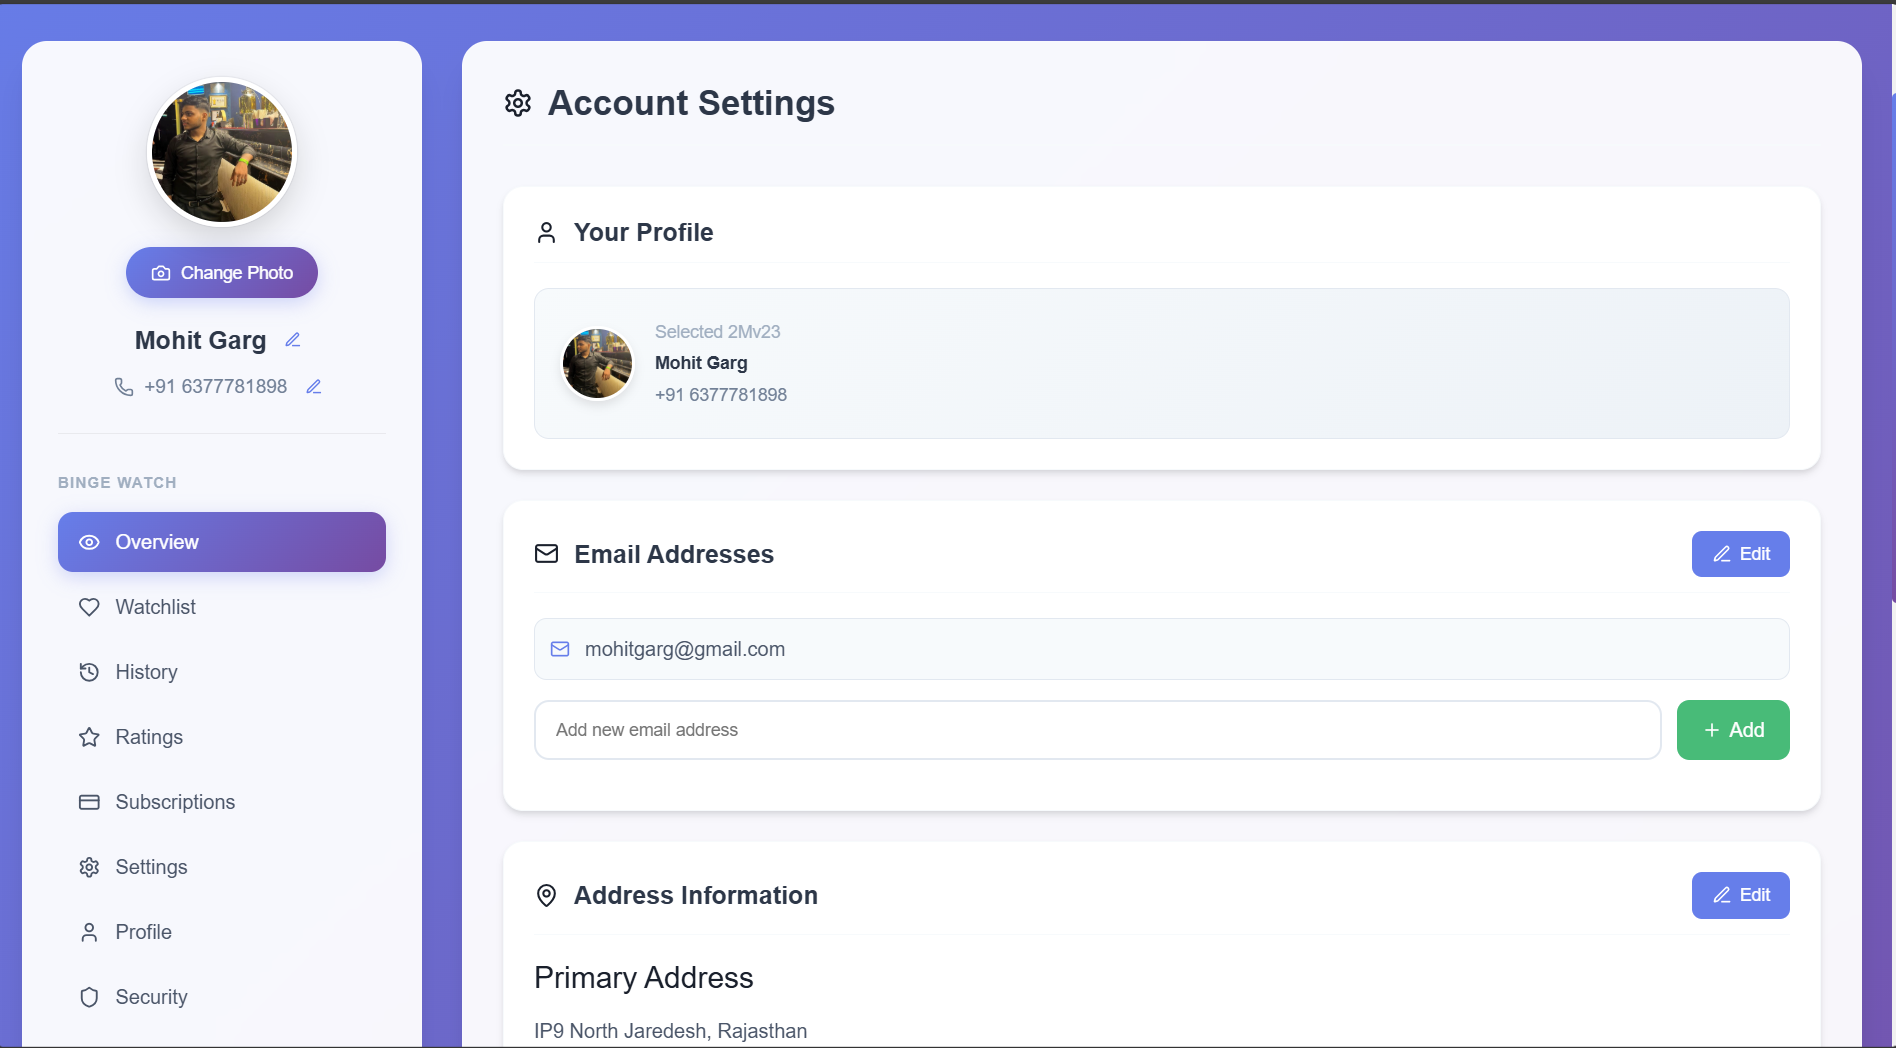 Change Photo
Mohit Garg
+91 6377781898
BINGE WATCH
Overview
Watchlist
History
Ratings
Subscriptions
Settings
Profile
Security
Account Settings
Your Profile
Selected 2Mv23
Mohit Garg
+91 6377781898
Email Addresses
Edit
mohitgarg@gmail.com
Add new email address
+ Add
Address Information
Edit
Primary Address
IP9 North Jaredesh, Rajasthan